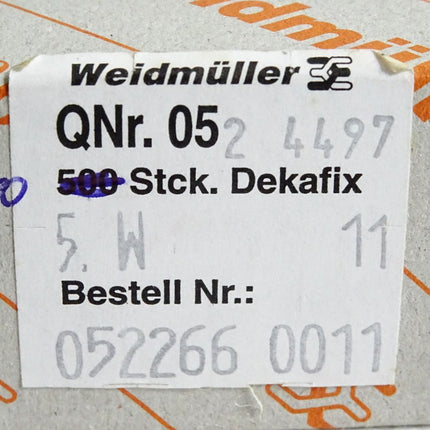 Weidmüller
QNr. 052 4497
500 Stck. Dekafix
5. W 11
Bestell Nr.:
052266 0011